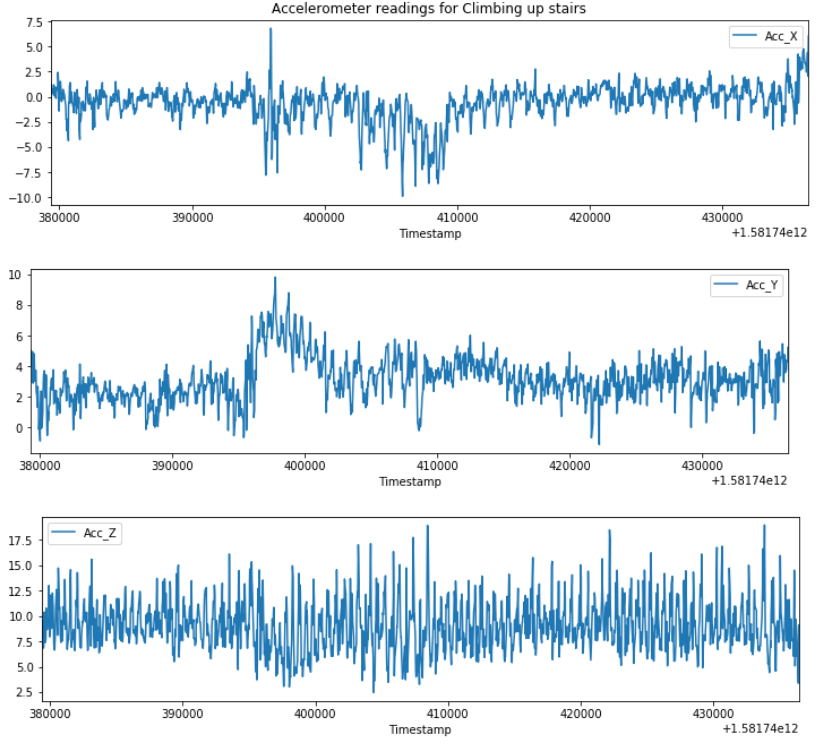 Accelerometer readings for Climbing up stairs
Acc_X
7.5
5.0
2.5
0.0
−2.5
−5.0
−7.5
−10.0
380000 390000 400000 410000 420000 430000
Timestamp
+1.58174e12
Acc_Y
10
8
6
4
2
0
380000 390000 400000 410000 420000 430000
Timestamp
+1.58174e12
Acc_Z
17.5
15.0
12.5
10.0
7.5
5.0
2.5
380000 390000 400000 410000 420000 430000
Timestamp
+1.58174e12